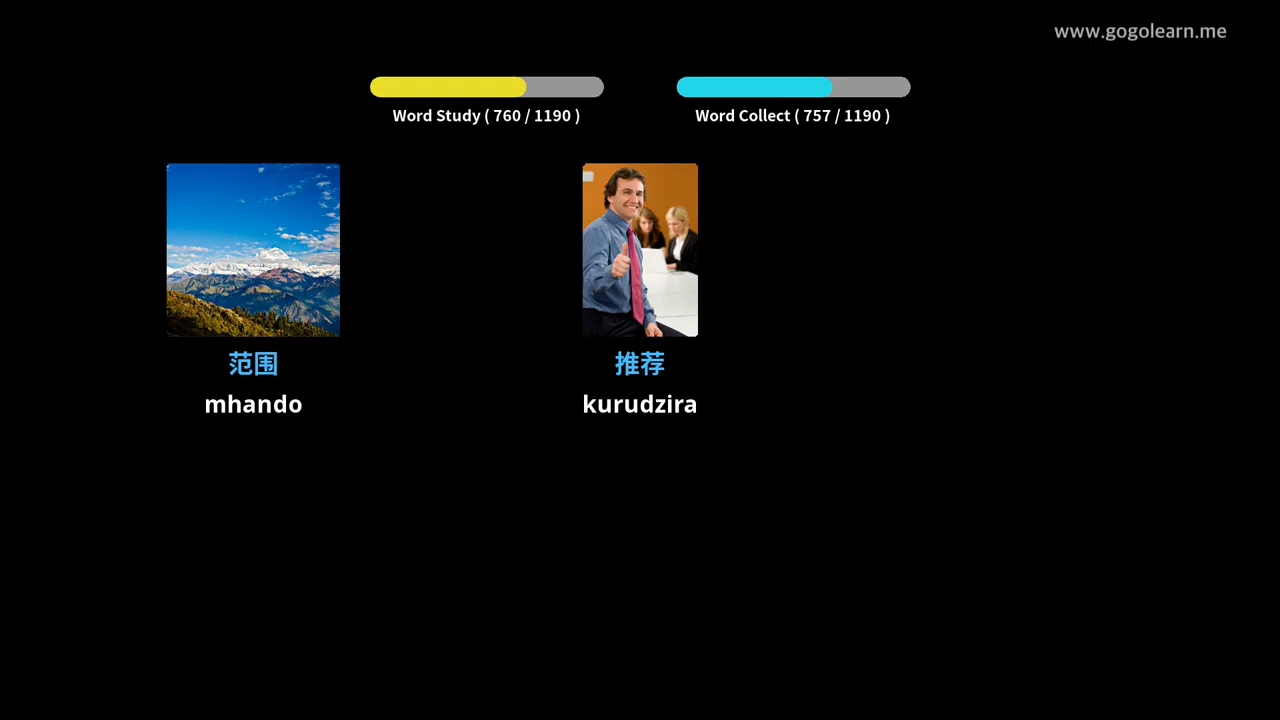 www.gogolearn.me
Word Study ( 760 / 1190 )
Word Collect ( 757 / 1190 )
范围
mhando
推荐
kurudzira